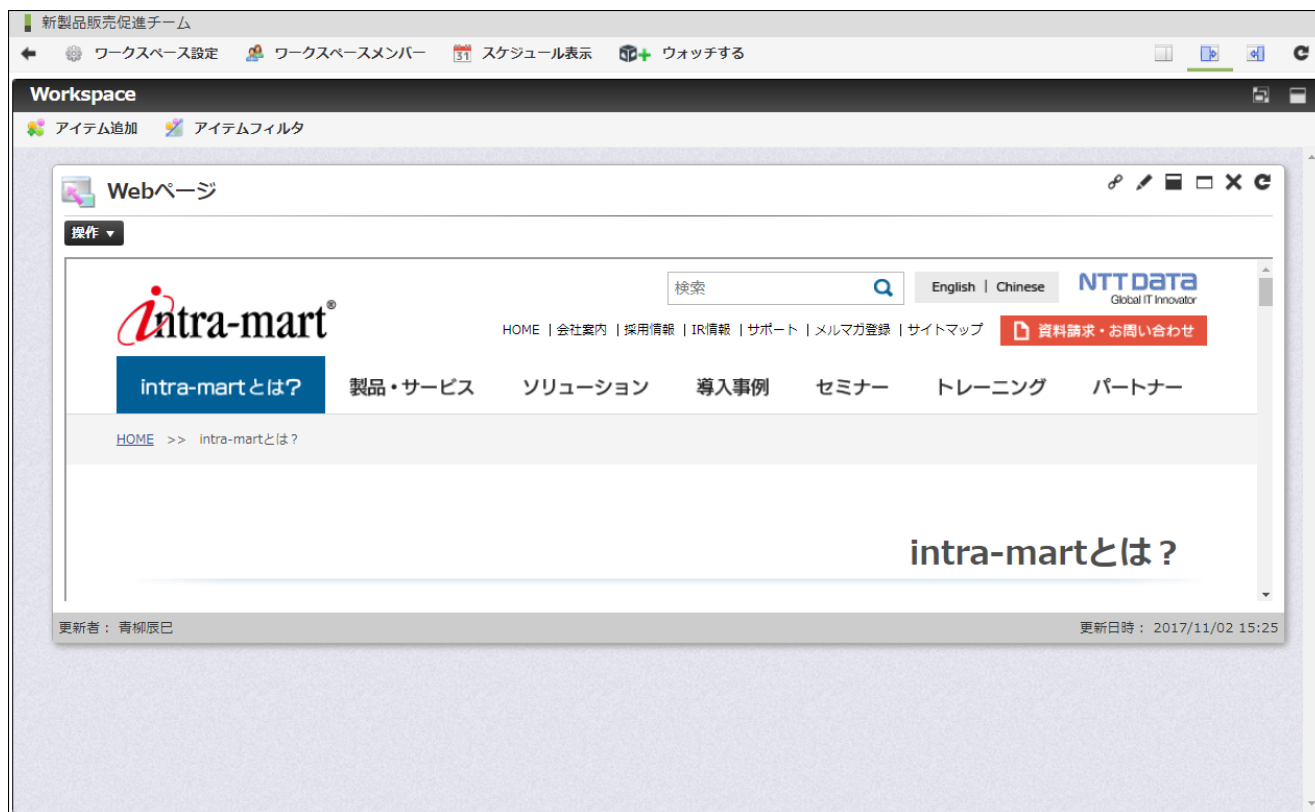 新製品販売促進チーム
ワークスペース設定 ワークスペースメンバー 31 スケジュール表示 ウォッチする
Workspace
アイテム追加 アイテムフィルタ
Webページ
操作 ▼
intra-mart® 検索 English | Chinese NTT DATA
Global IT Innovator
HOME | 会社案内 | 採用情報 | IR情報 | サポート | メルマガ登録 | サイトマップ 資料請求・お問い合わせ
intra-martとは? 製品・サービス ソリューション 導入事例 セミナー トレーニング パートナー
HOME >> intra-martとは?
intra-martとは?
更新者: 青柳辰巳 更新日時: 2017/11/02 15:25